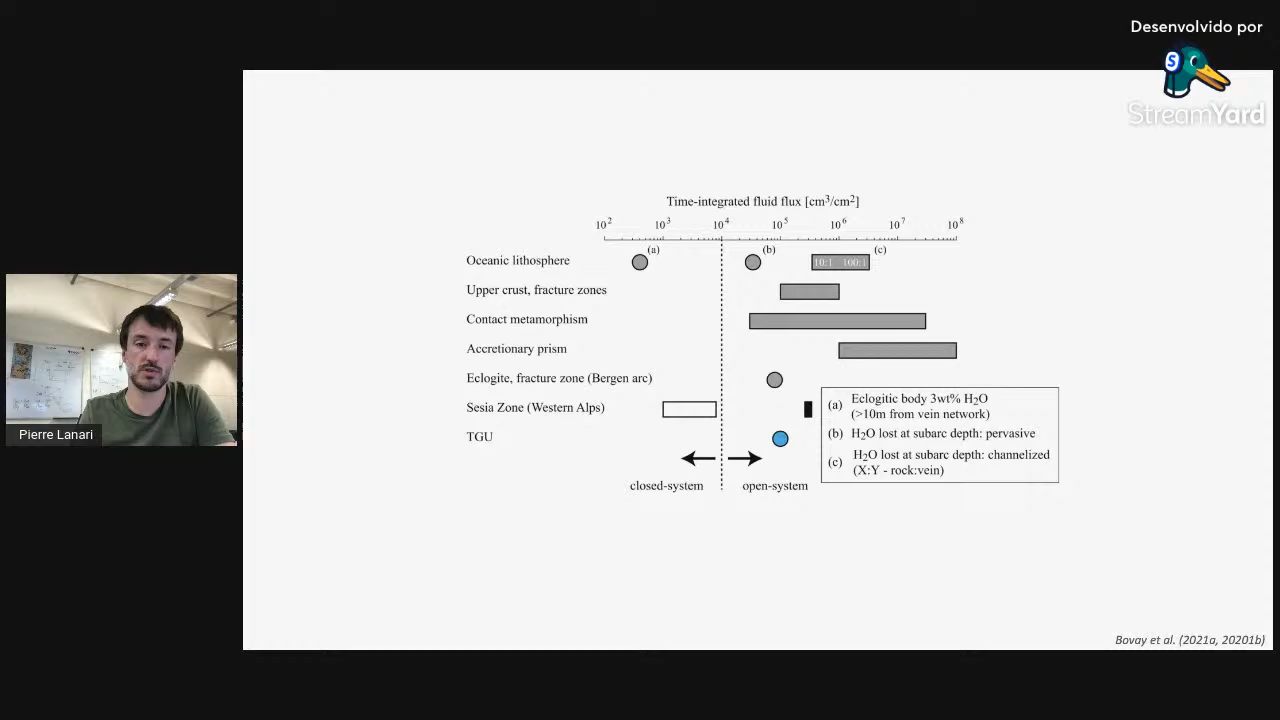 Desenvolvido por
S
StreamYard
Time-integrated fluid flux [cm³/cm²]
10² 10³ 10⁴ 10⁵ 10⁶ 10⁷ 10⁸
(a) (b) (c)
Oceanic lithosphere
10:1 100:1
Upper crust, fracture zones
Contact metamorphism
Accretionary prism
Eclogite, fracture zone (Bergen arc)
Sesia Zone (Western Alps)
TGU
closed-system open-system
(a) Eclogitic body 3wt% H₂O
(>10m from vein network)
(b) H₂O lost at subarc depth: pervasive
(c) H₂O lost at subarc depth: channelized
(X:Y - rock:vein)
Pierre Lanari
Bovay et al. (2021a, 20201b)